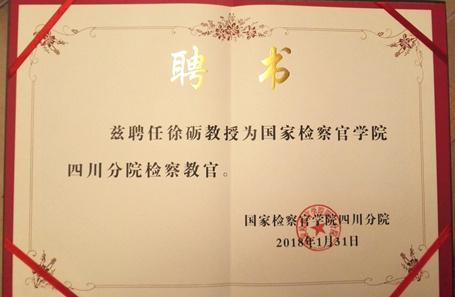 聘书
兹聘任徐砺教授为国家检察官学院
四川分院检察教官。
国家检察官学院四川分院
2018年1月31日